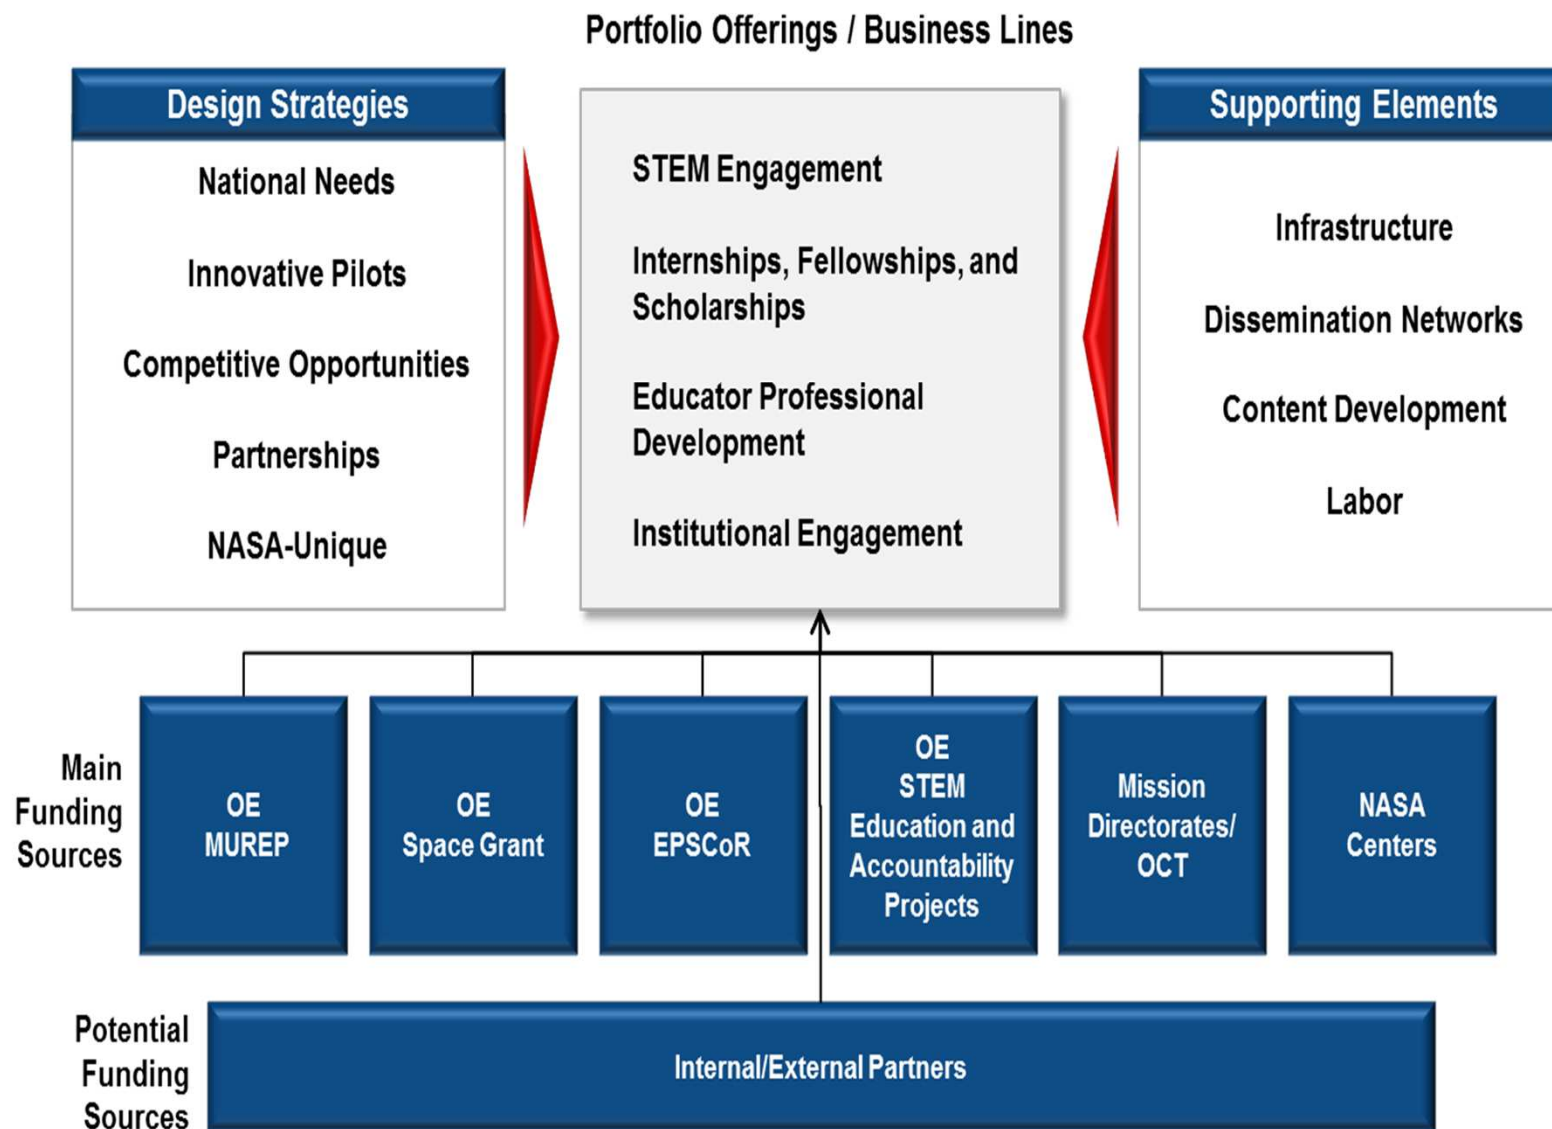 Portfolio Offerings / Business Lines
Design Strategies
National Needs
Innovative Pilots
Competitive Opportunities
Partnerships
NASA-Unique
STEM Engagement
Internships, Fellowships, and
Scholarships
Educator Professional
Development
Institutional Engagement
Supporting Elements
Infrastructure
Dissemination Networks
Content Development
Labor
Main
Funding
Sources
OE
MUREP
OE
Space Grant
OE
EPSCoR
OE
STEM
Education and
Accountability
Projects
Mission
Directorates/
OCT
NASA
Centers
Potential
Funding
Sources
Internal/External Partners